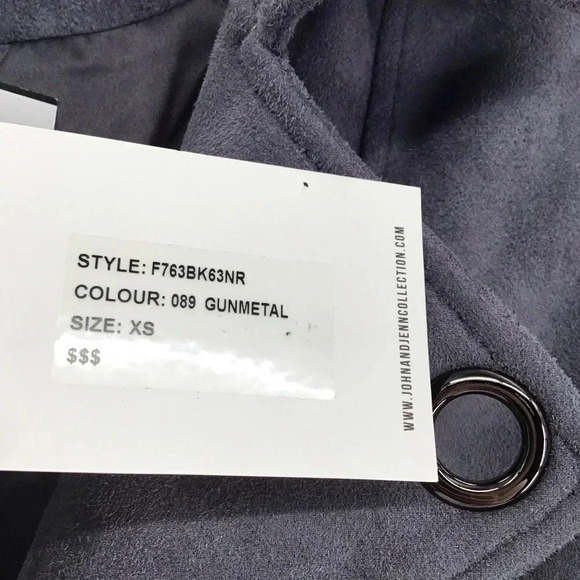 STYLE: F763BK63NR
COLOUR: 089 GUNMETAL
SIZE: XS
$$$
WWW.JOHNANDJENNCOLLECTION.COM